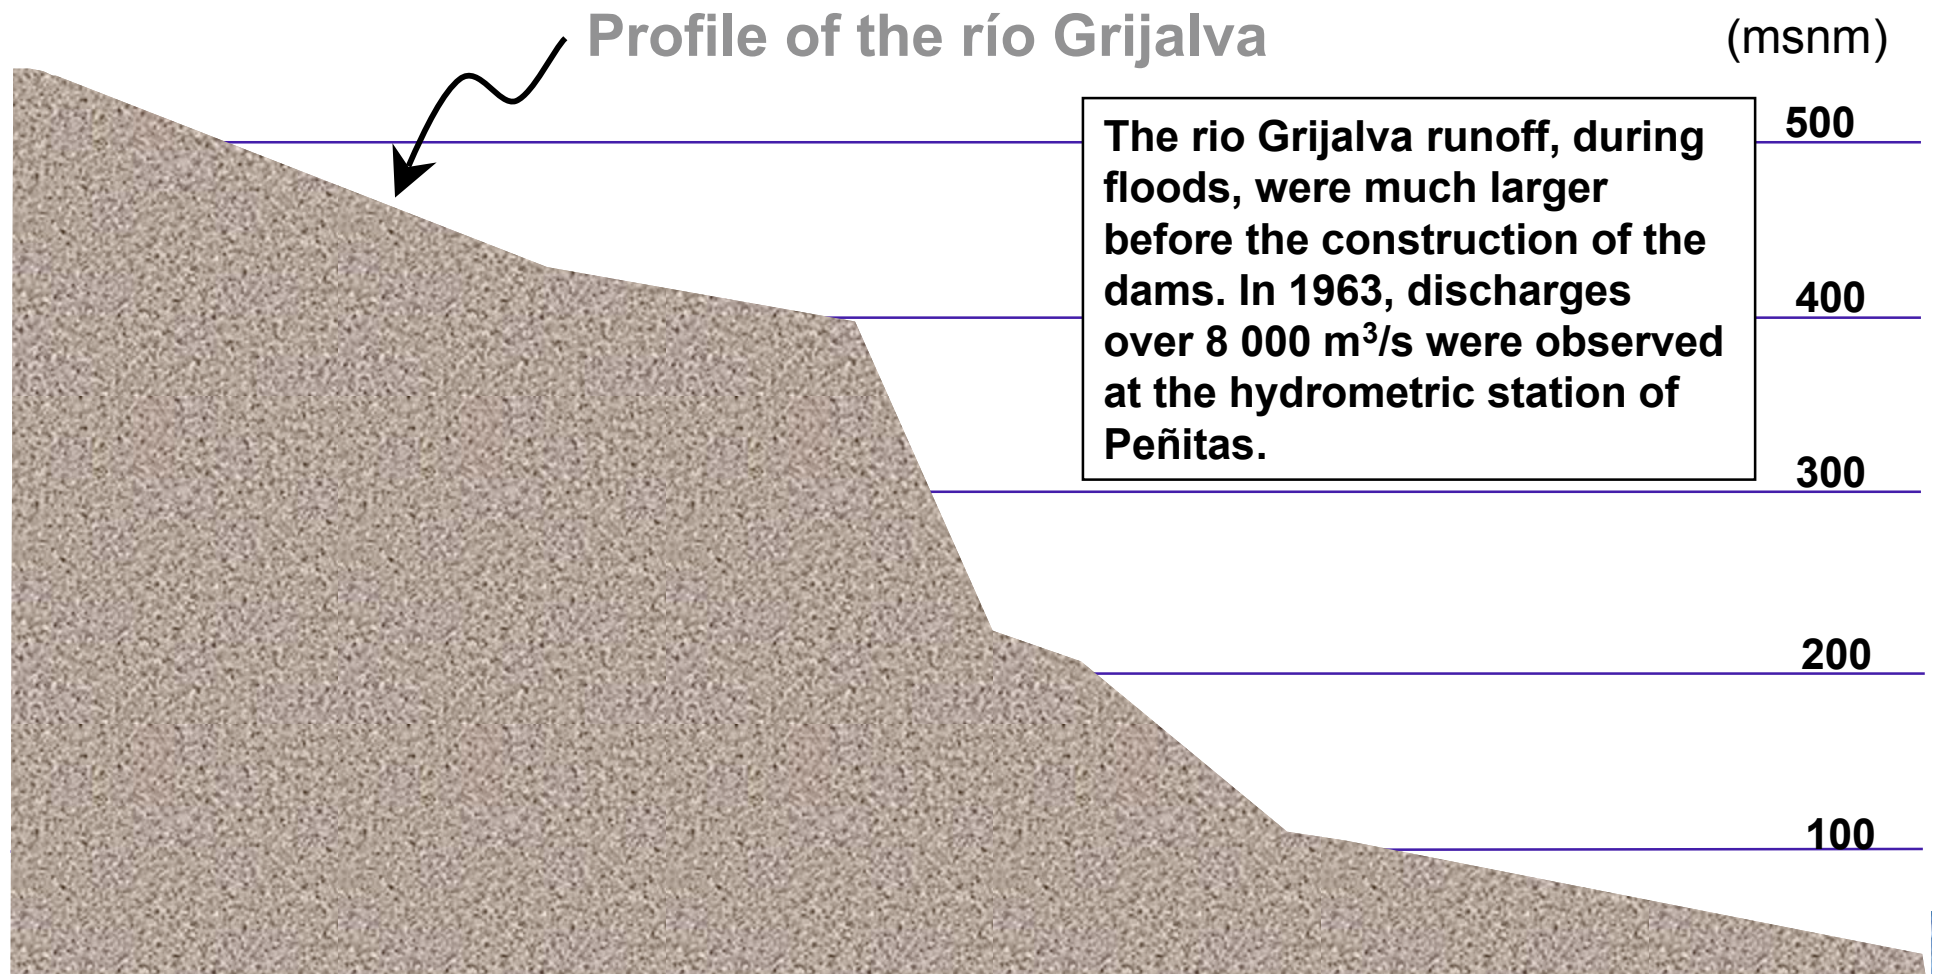 Profile of the río Grijalva
(msnm)
The rio Grijalva runoff, during
floods, were much larger
before the construction of the
dams. In 1963, discharges
over 8 000 m³/s were observed
at the hydrometric station of
Peñitas.
500
400
300
200
100